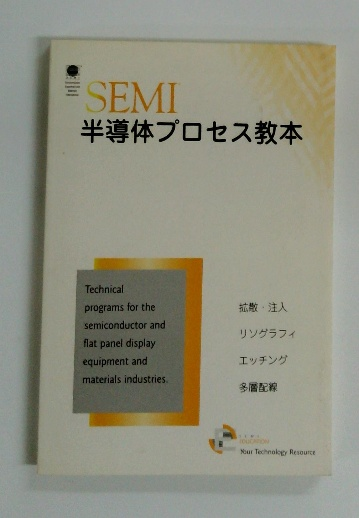 SEMI
半導体プロセス教本
Technical
programs for the
semiconductor and
flat panel display
equipment and
materials industries.
拡散・注入
リソグラフィ
エッチング
多層配線
EDUCATION
Your Technology Resource